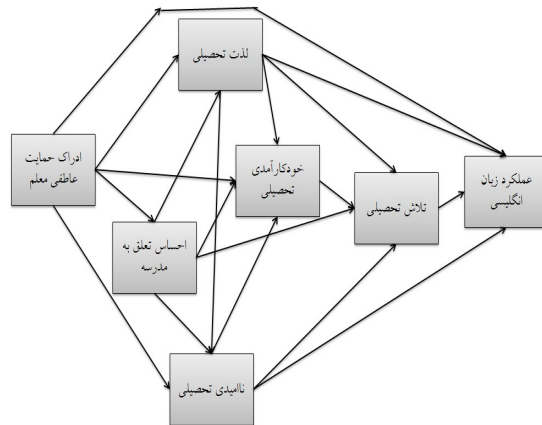 لذت تحصیلی
ادراک حمایت
عاطفی معلم
خودکارآمدی
تحصیلی
عملکرد زبان
انگلیسی
تلاش تحصیلی
احساس تعلق به
مدرسه
ناامیدی تحصیلی